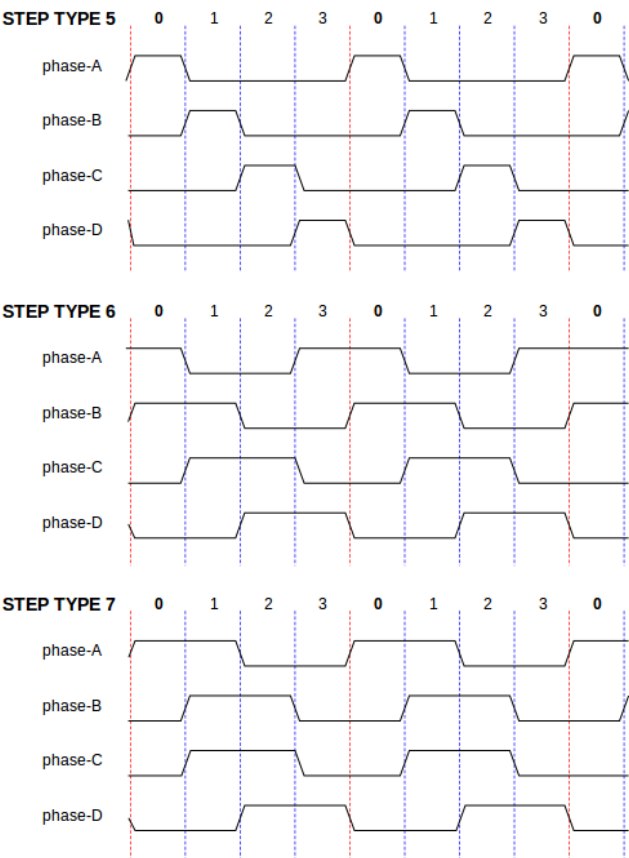 STEP TYPE 5 0 1 2 3 0 1 2 3 0
phase-A
phase-B
phase-C
phase-D
STEP TYPE 6 0 1 2 3 0 1 2 3 0
phase-A
phase-B
phase-C
phase-D
STEP TYPE 7 0 1 2 3 0 1 2 3 0
phase-A
phase-B
phase-C
phase-D